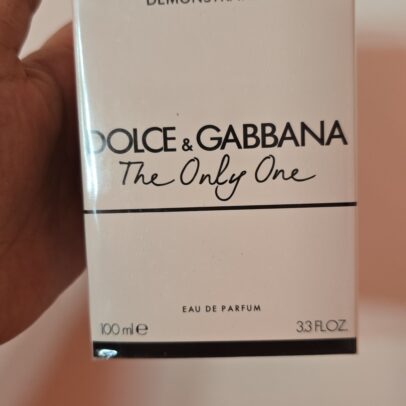 DOLCE & GABBANA
The Only One
EAU DE PARFUM
100 ml e
3.3 FL.OZ.